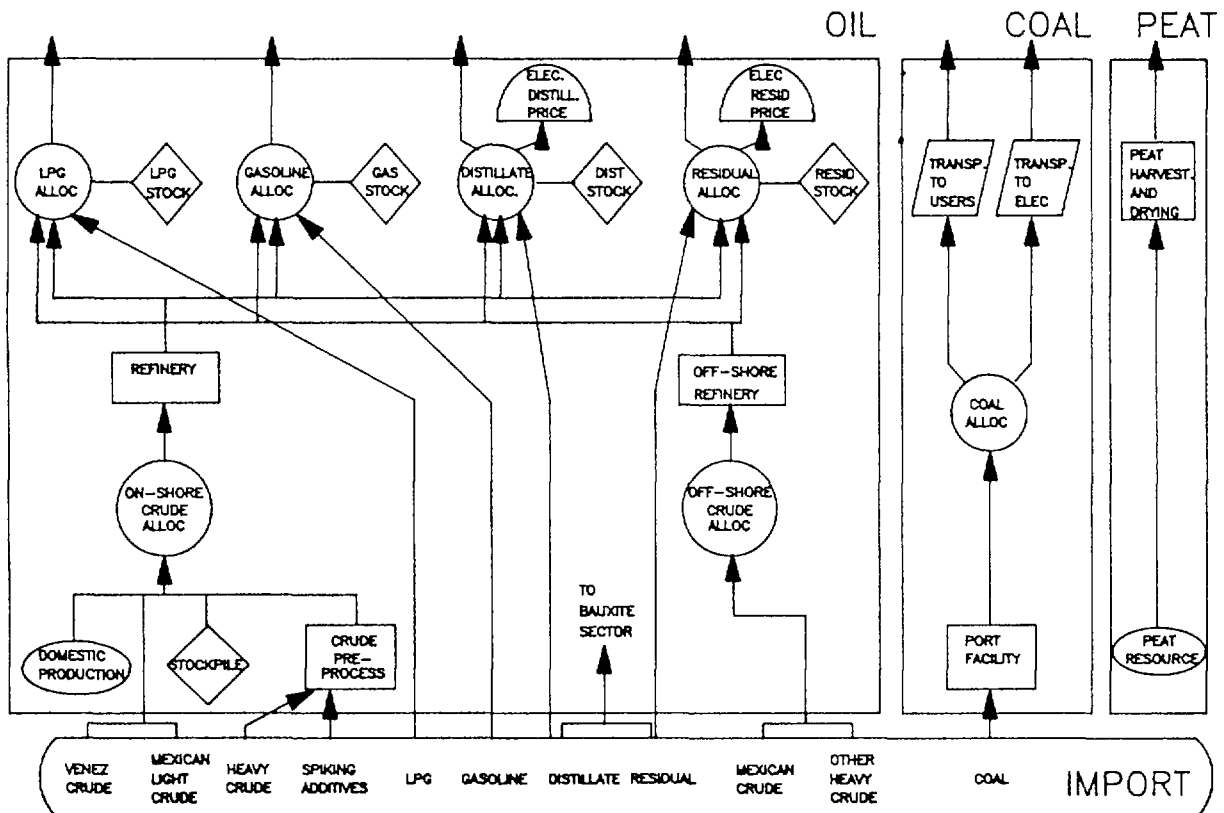 OIL
COAL
PEAT
ELEC.
DISTILL.
PRICE
ELEC
RESID
PRICE
LPG
ALLOC
LPG
STOCK
GASOLINE
ALLOC
GAS
STOCK
DISTILLATE
ALLOC.
DIST
STOCK
RESIDUAL
ALLOC
RESID
STOCK
TRANSP.
TO
USERS
TRANSP.
TO
ELEC
PEAT
HARVEST.
AND
DRYING
REFINERY
OFF-SHORE
REFINERY
COAL
ALLOC
ON-SHORE
CRUDE
ALLOC
OFF-SHORE
CRUDE
ALLOC
TO
BAUXITE
SECTOR
DOMESTIC
PRODUCTION
STOCKPILE
CRUDE
PRE-
PROCESS
PORT
FACILITY
PEAT
RESOURCE
VENEZ
CRUDE
MEXICAN
LIGHT
CRUDE
HEAVY
CRUDE
SPIKING
ADDITIVES
LPG
GASOLINE
DISTILLATE
RESIDUAL
MEXICAN
CRUDE
OTHER
HEAVY
CRUDE
COAL
IMPORT